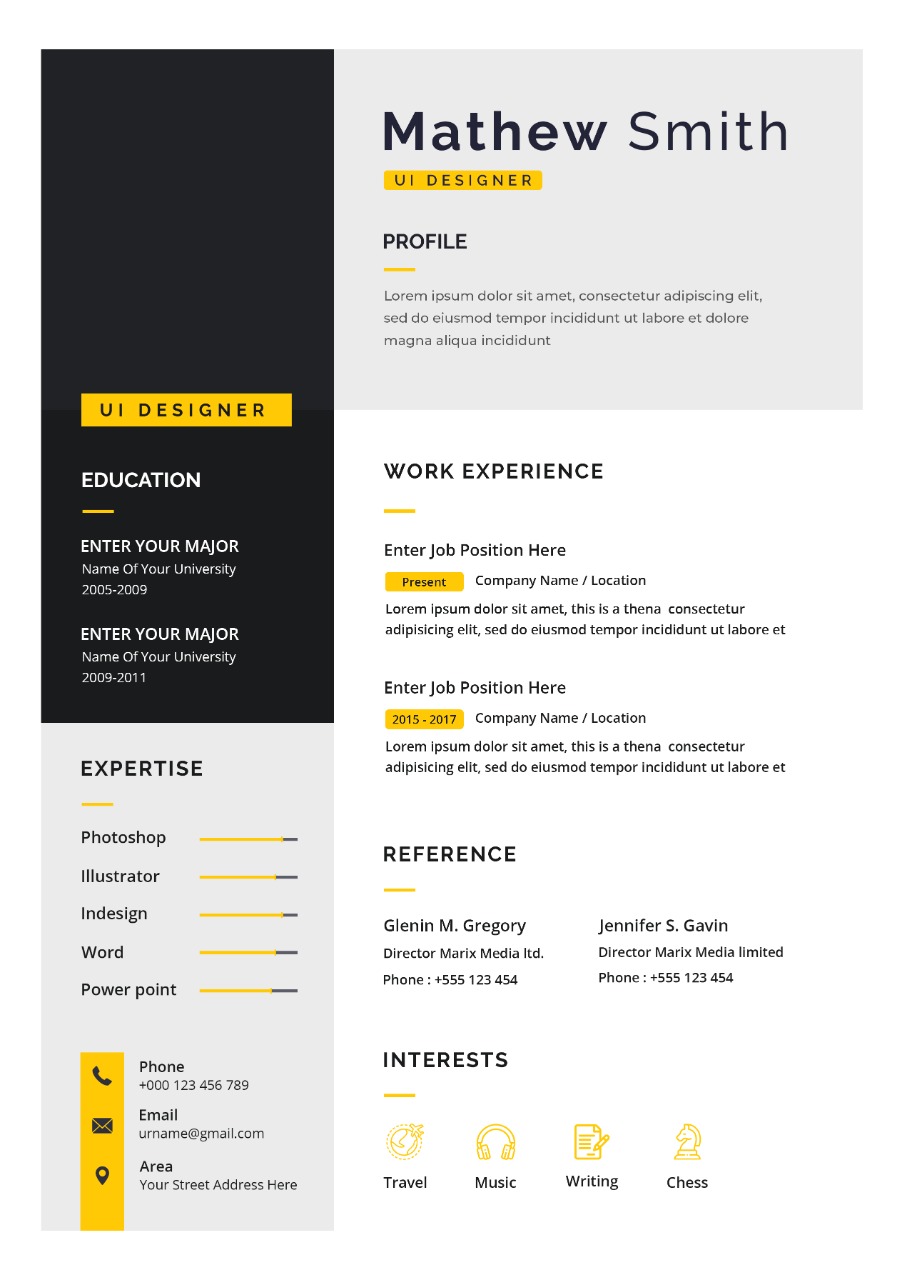 Mathew Smith
UI DESIGNER
PROFILE
Lorem ipsum dolor sit amet, consectetur adipiscing elit,
sed do eiusmod tempor incididunt ut labore et dolore
magna aliqua incididunt
UI DESIGNER
EDUCATION
ENTER YOUR MAJOR
Name Of Your University
2005-2009
ENTER YOUR MAJOR
Name Of Your University
2009-2011
EXPERTISE
Photoshop
Illustrator
Indesign
Word
Power point
Phone
+000 123 456 789
Email
urname@gmail.com
Area
Your Street Address Here
WORK EXPERIENCE
Enter Job Position Here
Present Company Name / Location
Lorem ipsum dolor sit amet, this is a thena consectetur
adipisicing elit, sed do eiusmod tempor incididunt ut labore et
Enter Job Position Here
2015 - 2017 Company Name / Location
Lorem ipsum dolor sit amet, this is a thena consectetur
adipisicing elit, sed do eiusmod tempor incididunt ut labore et
REFERENCE
Glenin M. Gregory
Director Marix Media ltd.
Phone : +555 123 454
Jennifer S. Gavin
Director Marix Media limited
Phone : +555 123 454
INTERESTS
Travel
Music
Writing
Chess